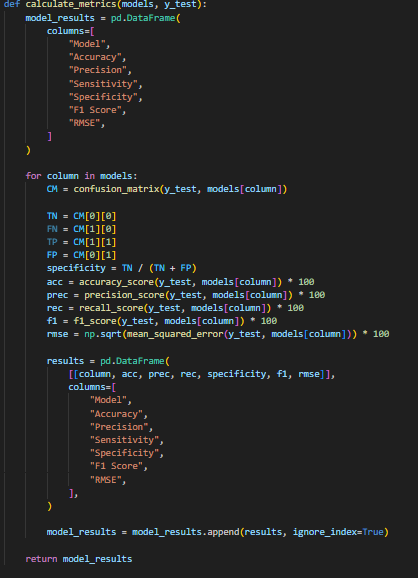 def calculate_metrics(models, y_test):
    model_results = pd.DataFrame(
        columns=[
            "Model",
            "Accuracy",
            "Precision",
            "Sensitivity",
            "Specificity",
            "F1 Score",
            "RMSE",
        ]
    )

    for column in models:
        CM = confusion_matrix(y_test, models[column])

        TN = CM[0][0]
        FN = CM[1][0]
        TP = CM[1][1]
        FP = CM[0][1]
        specificity = TN / (TN + FP)
        acc = accuracy_score(y_test, models[column]) * 100
        prec = precision_score(y_test, models[column]) * 100
        rec = recall_score(y_test, models[column]) * 100
        f1 = f1_score(y_test, models[column]) * 100
        rmse = np.sqrt(mean_squared_error(y_test, models[column])) * 100

        results = pd.DataFrame(
            [[column, acc, prec, rec, specificity, f1, rmse]],
            columns=[
                "Model",
                "Accuracy",
                "Precision",
                "Sensitivity",
                "Specificity",
                "F1 Score",
                "RMSE",
            ],
        )

        model_results = model_results.append(results, ignore_index=True)

    return model_results